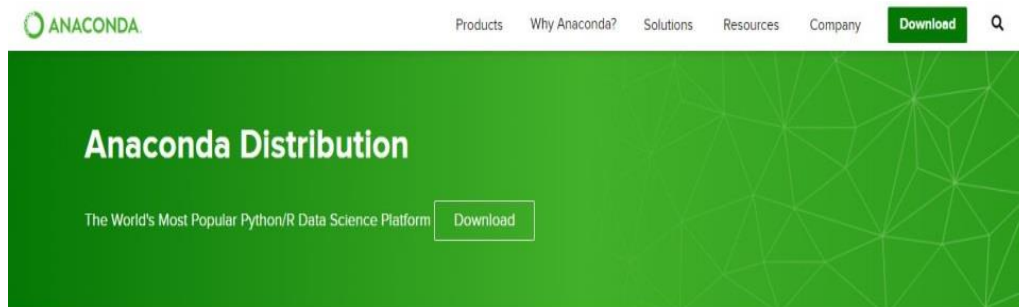 ANACONDA.
Products Why Anaconda? Solutions Resources Company Download
Anaconda Distribution
The World's Most Popular Python/R Data Science Platform Download